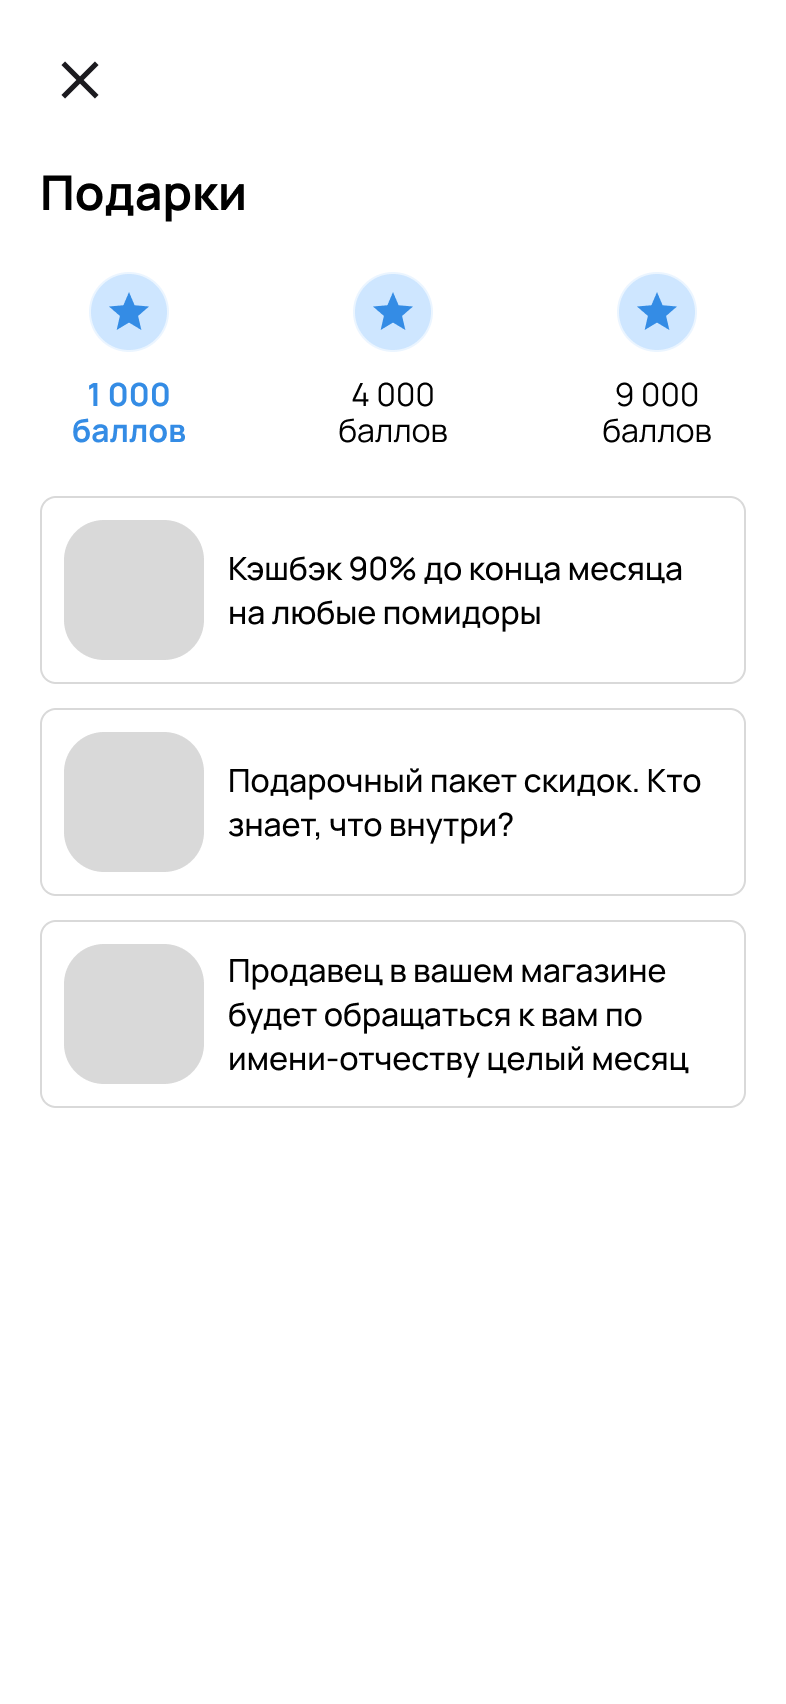 Подарки
1 000
баллов
4 000
баллов
9 000
баллов
Кэшбэк 90% до конца месяца
на любые помидоры
Подарочный пакет скидок. Кто
знает, что внутри?
Продавец в вашем магазине
будет обращаться к вам по
имени-отчеству целый месяц